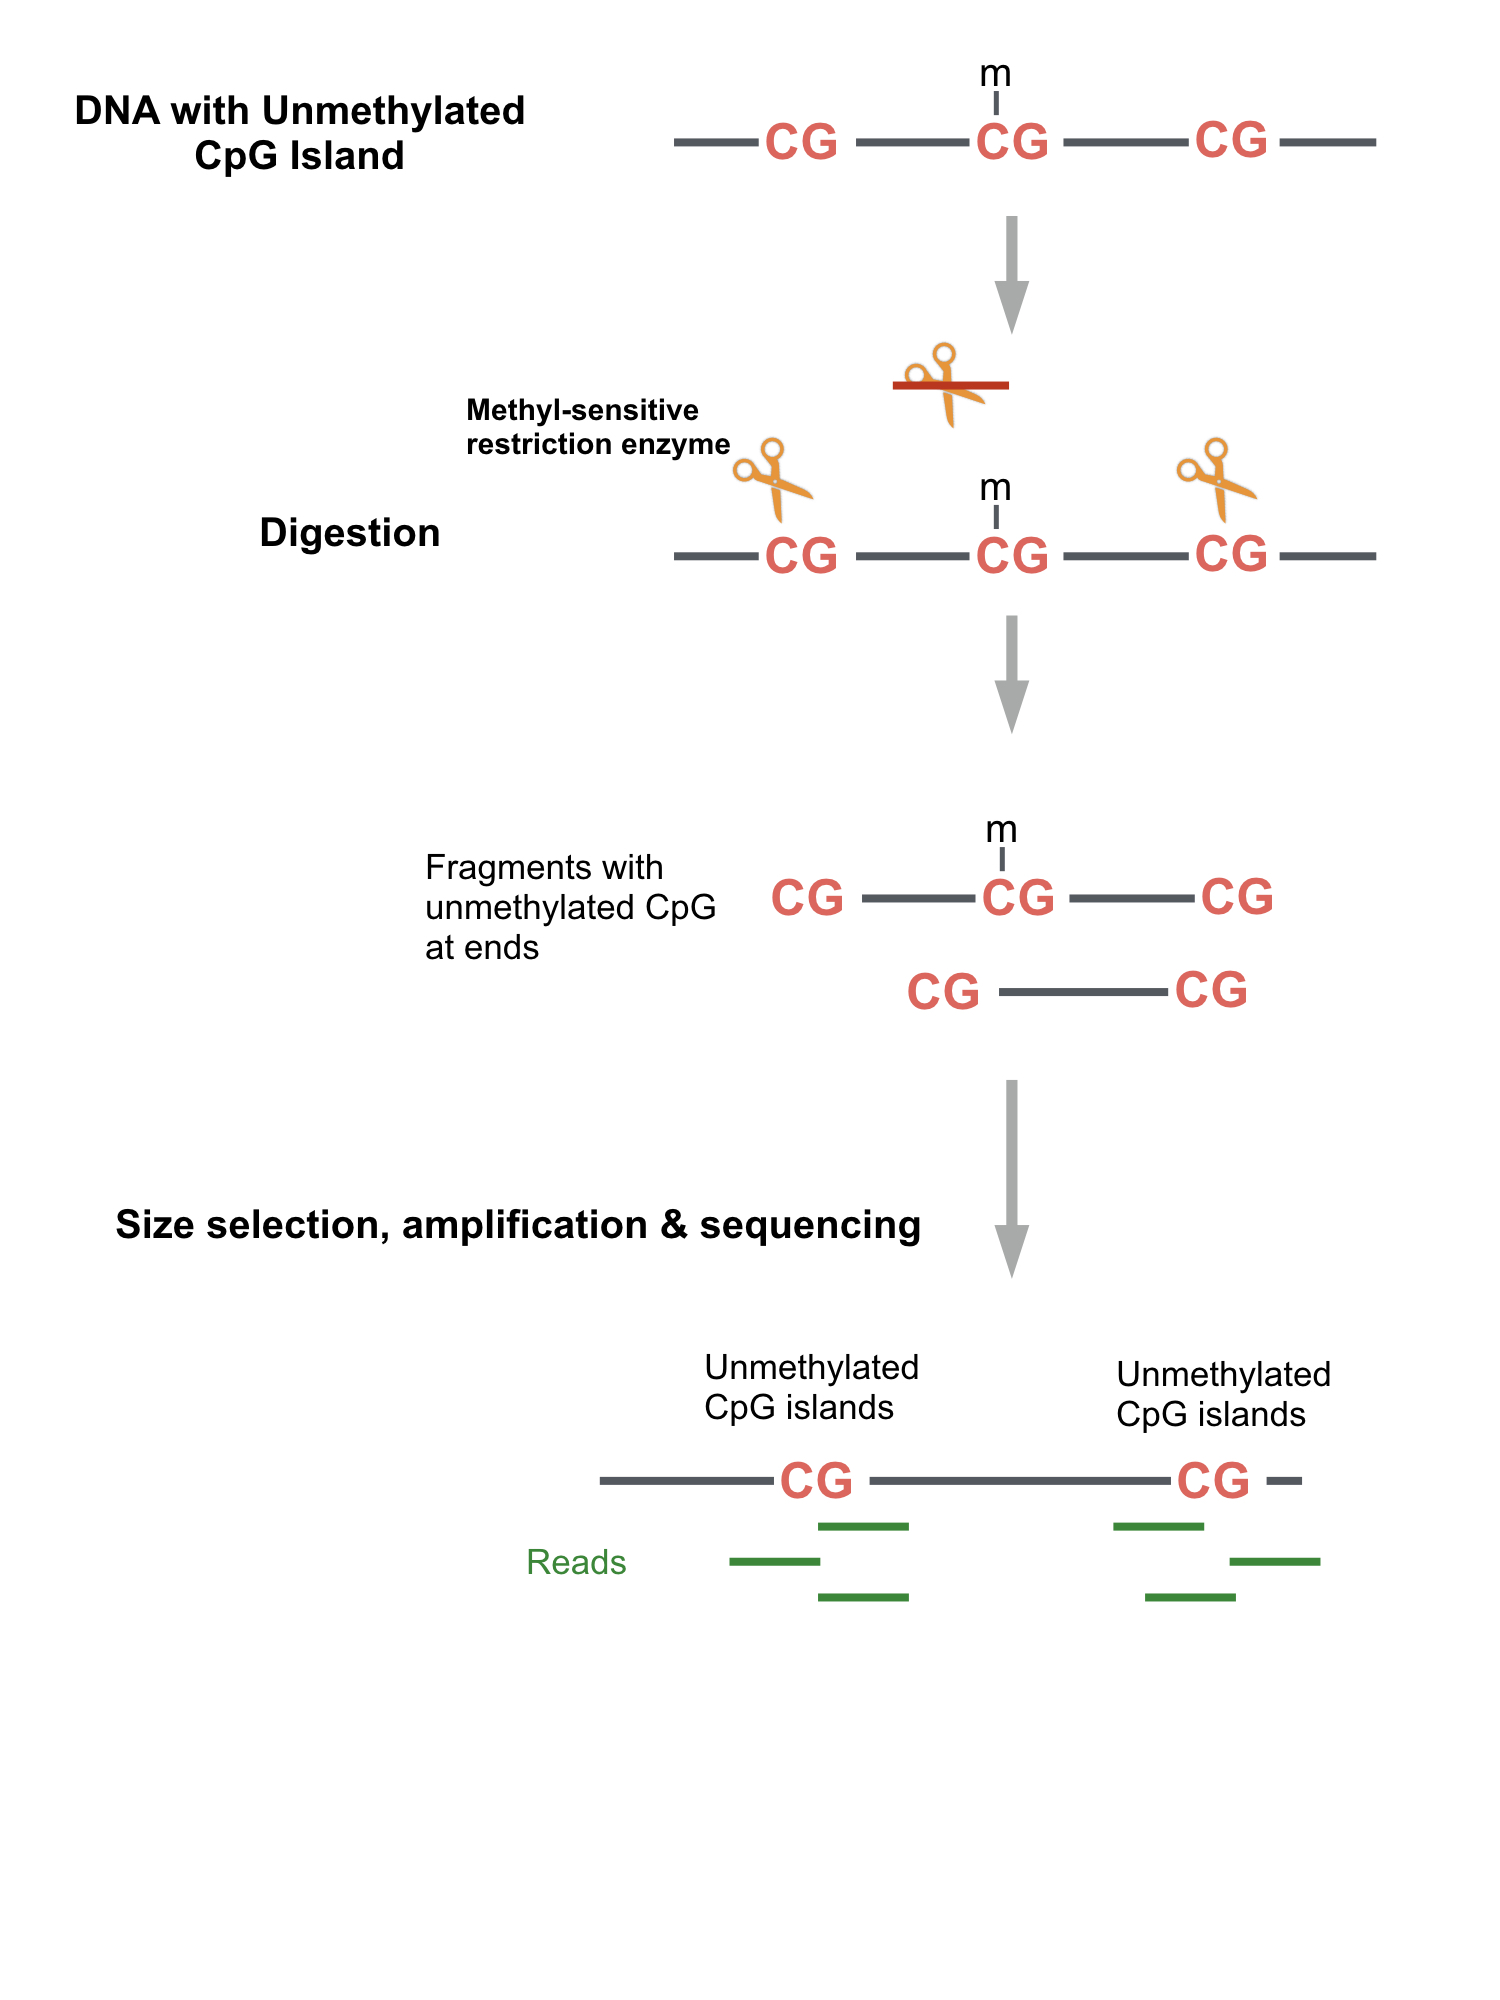 DNA with Unmethylated
CpG Island
m
CG CG CG
Methyl-sensitive
restriction enzyme
m
Digestion
CG CG CG
m
Fragments with
unmethylated CpG
at ends
CG CG CG
CG CG
Size selection, amplification & sequencing
Unmethylated
CpG islands
Unmethylated
CpG islands
CG CG
Reads